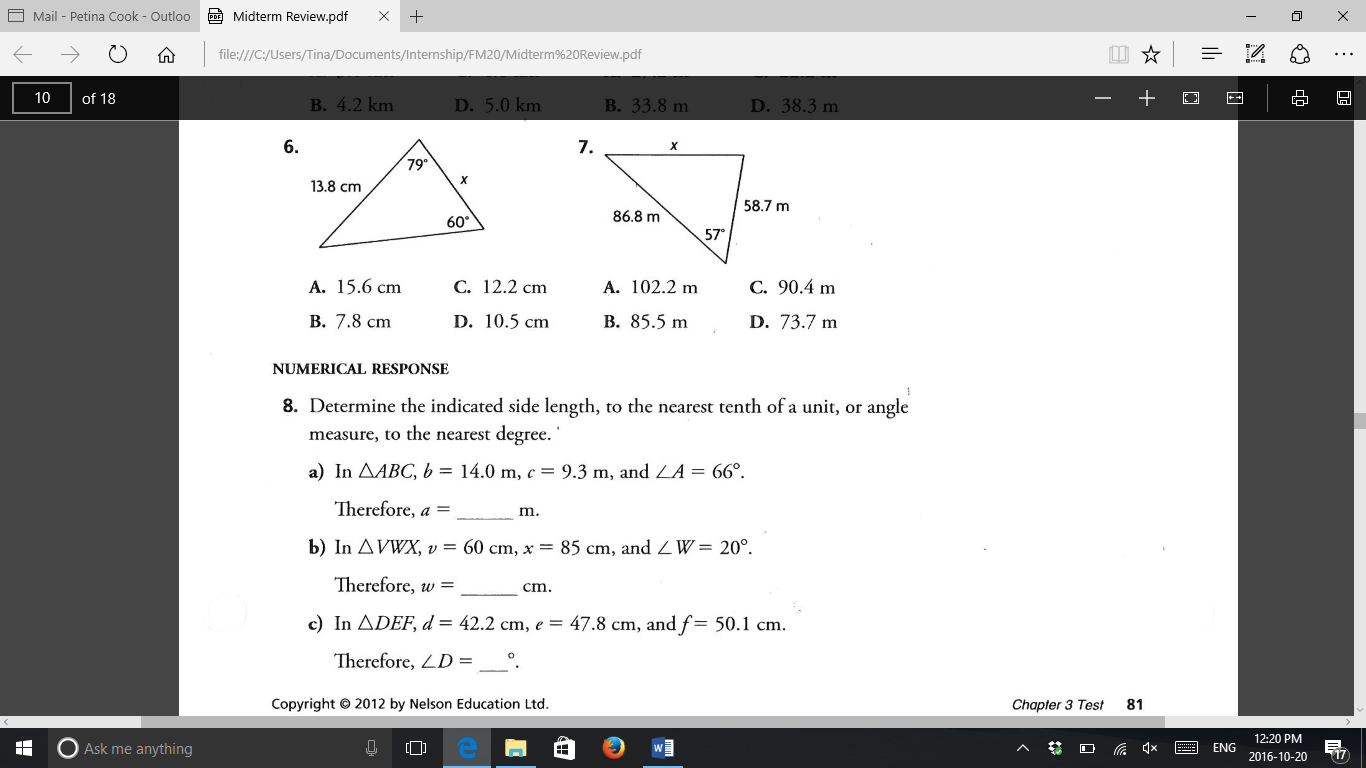 Mail - Petina Cook - Outloo
Midterm Review.pdf
file:///C:/Users/Tina/Documents/Internship/FM20/Midterm%20Review.pdf
10 of 18
B. 4.2 km D. 5.0 km B. 33.8 m D. 38.3 m
6. 7.
79°
13.8 cm
x
60°
x
86.8 m
58.7 m
57°
A. 15.6 cm C. 12.2 cm A. 102.2 m C. 90.4 m
B. 7.8 cm D. 10.5 cm B. 85.5 m D. 73.7 m
NUMERICAL RESPONSE
8. Determine the indicated side length, to the nearest tenth of a unit, or angle
measure, to the nearest degree.
a) In △ABC, b = 14.0 m, c = 9.3 m, and ∠A = 66°.
Therefore, a = _____ m.
b) In △VWX, v = 60 cm, x = 85 cm, and ∠W = 20°.
Therefore, w = _____ cm.
c) In △DEF, d = 42.2 cm, e = 47.8 cm, and f = 50.1 cm.
Therefore, ∠D = ___°.
Copyright © 2012 by Nelson Education Ltd. Chapter 3 Test 81
Ask me anything
ENG
12:20 PM
2016-10-20
17